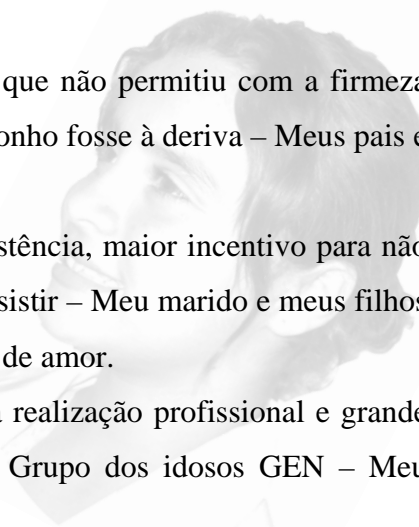 que não permitiu com a firmeza
onho fosse à deriva – Meus pais e
stência, maior incentivo para não
sistir – Meu marido e meus filhos
de amor.
realização profissional e grande
Grupo dos idosos GEN – Meu